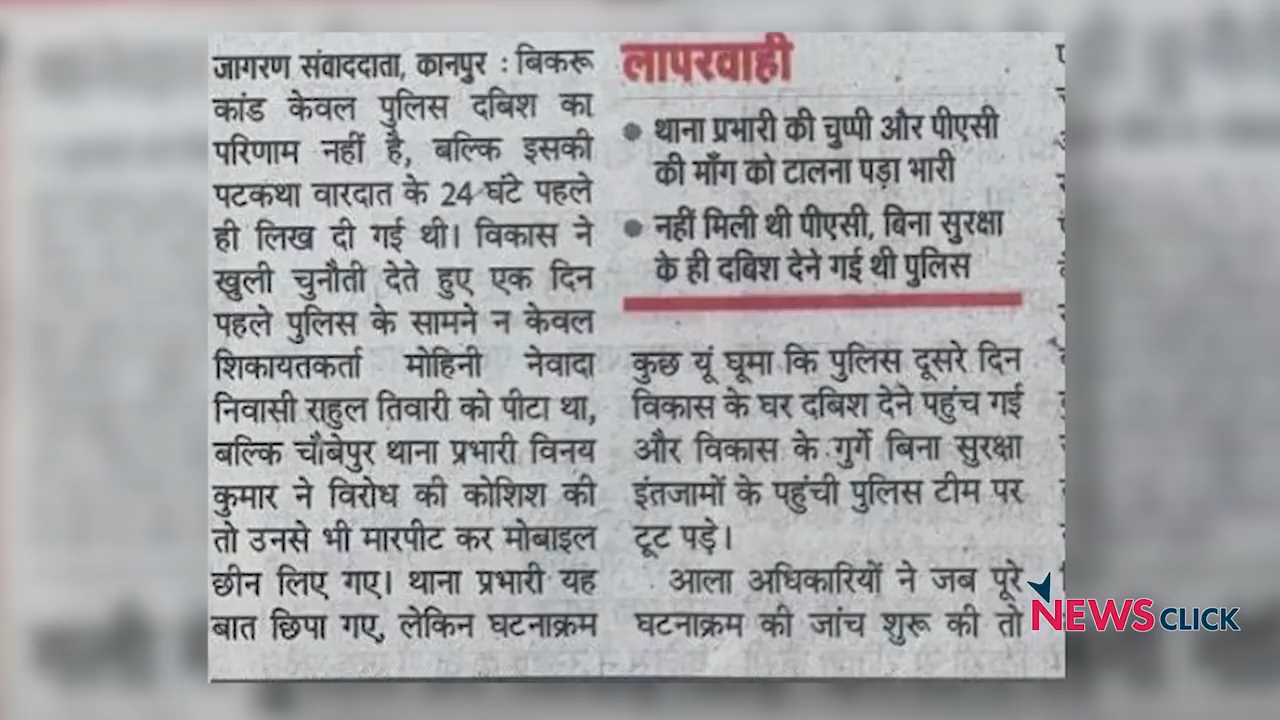 जागरण संवाददाता, कानपुर : बिकरू
कांड केवल पुलिस दबिश का
परिणाम नहीं है, बल्कि इसकी
पटकथा वारदात के 24 घंटे पहले
ही लिख दी गई थी। विकास ने
खुली चुनौती देते हुए एक दिन
पहले पुलिस के सामने न केवल
शिकायतकर्ता मोहिनी नेवादा
निवासी राहुल तिवारी को पीटा था,
बल्कि चौबेपुर थाना प्रभारी विनय
कुमार ने विरोध की कोशिश की
तो उनसे भी मारपीट कर मोबाइल
छीन लिए गए। थाना प्रभारी यह
बात छिपा गए, लेकिन घटनाक्रम
लापरवाही
● थाना प्रभारी की चुप्पी और पीएसी
की माँग को टालना पड़ा भारी
● नहीं मिली थी पीएसी, बिना सुरक्षा
के ही दबिश देने गई थी पुलिस
कुछ यूं घूमा कि पुलिस दूसरे दिन
विकास के घर दबिश देने पहुंच गई
और विकास के गुर्गे बिना सुरक्षा
इंतजामों के पहुंची पुलिस टीम पर
टूट पड़े।
आला अधिकारियों ने जब पूरे
घटनाक्रम की जांच शुरू की तो
NEWSCLICK